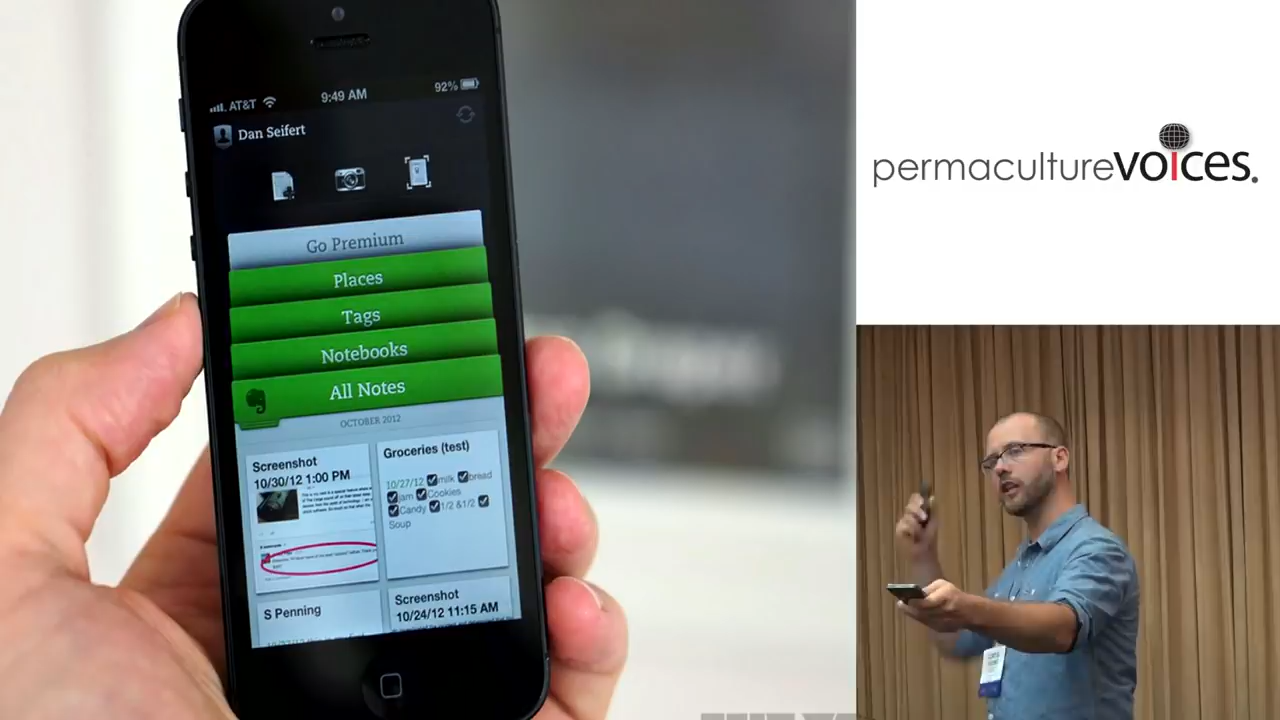 AT&T 9:49 AM 92%
Dan Seifert
Go Premium
Places
Tags
Notebooks
All Notes
OCTOBER 2012
Screenshot
10/30/12 1:00 PM
Groceries (test)
10/27/12 milk bread
jam Cookies
Candy 1/2 &1/2
Soup
S Penning
Screenshot
10/24/12 11:15 AM
permaculturevoices.